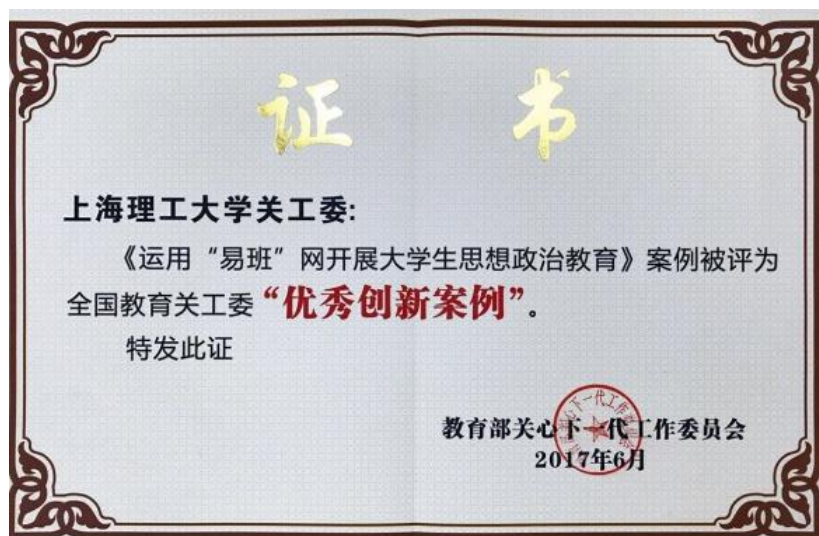 证书
上海理工大学关工委:
《运用“易班”网开展大学生思想政治教育》案例被评为
全国教育关工委“优秀创新案例”。
特发此证
教育部关心下一代工作委员会
2017年6月